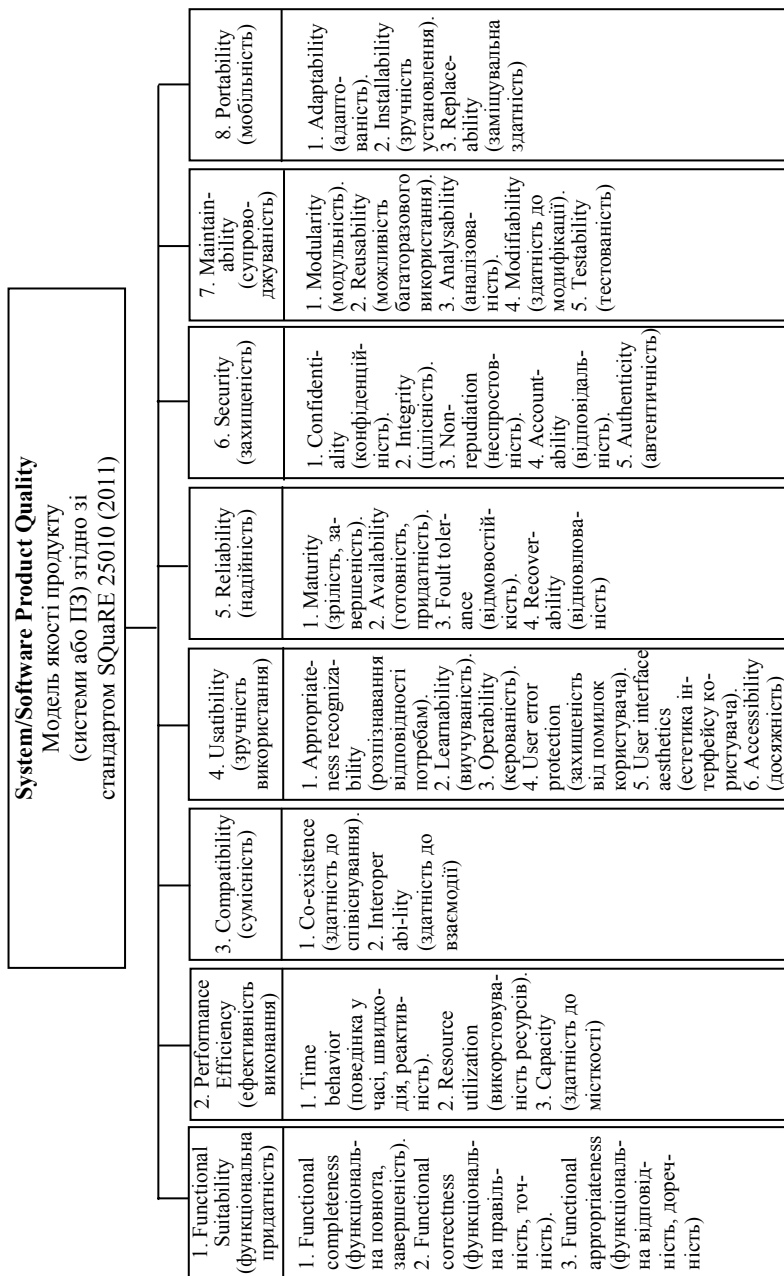 System/Software Product Quality
Модель якості продукту
(системи або ПЗ) згідно зі
стандартом SQuaRE 25010 (2011)
1. Functional
Suitability
(функціональна
придатність)
1. Functional
completeness
(функціональ-
на повнота,
завершеність).
2. Functional
correctness
(функціональ-
на правіль-
ність, точ-
ність).
3. Functional
appropriateness
(функціональ-
на відповід-
ність, дореч-
ність)
2. Performance
Efficiency
(ефективність
виконання)
1. Time
behavior
(поведінка у
часі, швидко-
дія, реактив-
ність).
2. Resource
utilization
(викорстовува-
ність ресурсів).
3. Capacity
(здатність до
місткості)
3. Compatibility
(сумісність)
1. Co-existence
(здатність до
співіснування).
2. Interoper
abi-lity
(здатність до
взаємодії)
4. Usatibility
(зручність
використання)
1. Appropriate-
ness recogniza-
bility
(розпізнавання
відповідності
потребам).
2. Learnability
(виучуваність).
3. Operability
(керованість).
4. User error
protection
(захищеність
від помилок
користувача).
5. User interface
aesthetics
(естетика ін-
терфейсу ко-
ристувача).
6. Accessibility
(досяжність)
5. Reliability
(надійність)
1. Maturity
(зрілість, за-
вершеність).
2. Availability
(готовність,
придатність).
3. Foult toler-
ance
(відмовостій-
кість).
4. Recover-
ability
(відновлюва-
ність)
6. Security
(захищеність)
1. Confidenti-
ality
(конфіденцій-
ність).
2. Integrity
(цілісність).
3. Non-
repudiation
(неспростов-
ність).
4. Account-
ability
(відповідаль-
ність).
5. Authenticity
(автентичність)
7. Maintain-
ability
(супрово-
джуваність)
1. Modularity
(модульність).
2. Reusability
(можливість
багаторазового
використання).
3. Analysability
(аналізова-
ність).
4. Modifiability
(здатність до
модифікації).
5. Testability
(тестованість)
8. Portability
(мобільність)
1. Adaptability
(адапто-
ваність).
2. Installability
(зручність
установлення).
3. Replace-
ability
(заміщувальна
здатність)